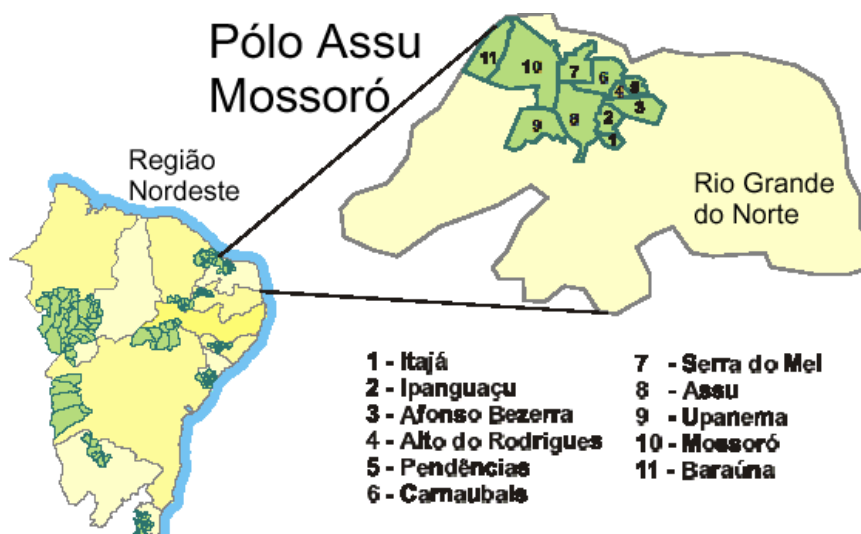 Pólo Assu
Mossoró
Região
Nordeste
Rio Grande
do Norte
11
10
7
6
5
4
3
2
8
9
1
1 - Itajá
2 - Ipanguaçu
3 - Afonso Bezerra
4 - Alto do Rodrigues
5 - Pendências
6 - Carnaubais
7 - Serra do Mel
8 - Assu
9 - Upanema
10 - Mossoró
11 - Baraúna